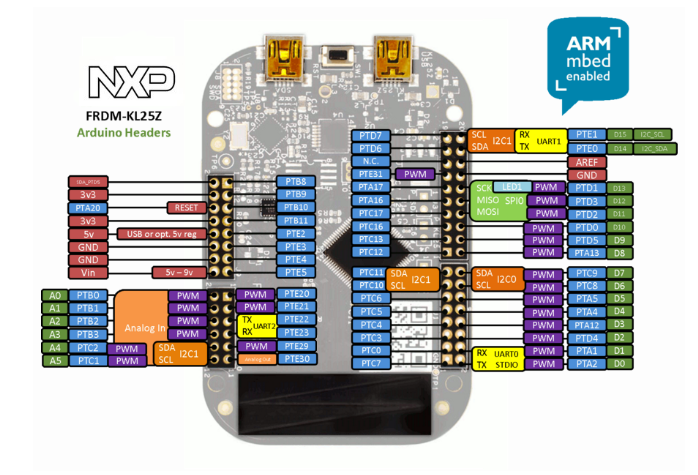 NXP
FRDM-KL25Z
Arduino Headers
ARM
mbed
enabled
PTD7 SCL I2C1 RX UART1 PTE1 D15 I2C_SCL
PTD6 SDA TX PTE0 D14 I2C_SDA
N.C. AREF
PTE31 PWM GND
PTA17 SCK LED1 PWM PTD1 D13
PTA16 MISO SPI0 PWM PTD3 D12
PTC17 MOSI PWM PTD2 D11
PTC16 PWM PTD0 D10
PTC13 PWM PTD5 D9
PTC12 PWM PTA13 D8
SDA_PTD5 PTB8
3v3 PTB9
PTA20 RESET PTB10
3v3 PTB11
5v USB or opt. 5v reg PTE2
GND PTE3
GND PTE4
Vin 5v – 9v PTE5
PTC11 SDA I2C1 SDA I2C0 PWM PTC9 D7
PTC10 SCL SCL PWM PTC8 D6
PTC6 PWM PTA5 D5
PTC5 PWM PTA4 D4
PTC4 PWM PTA12 D3
PTC3 PWM PTD4 D2
PTC0 RX UART0 PWM PTA1 D1
PTC7 TX STDIO PWM PTA2 D0
A0 PTB0 Analog In PWM PWM PTE20
A1 PTB1 PWM PWM PTE21
A2 PTB2 PWM TX UART2 PTE22
A3 PTB3 PWM RX PTE23
A4 PTC2 PWM SDA I2C1 PWM PTE29
A5 PTC1 PWM SCL Analog Out PTE30